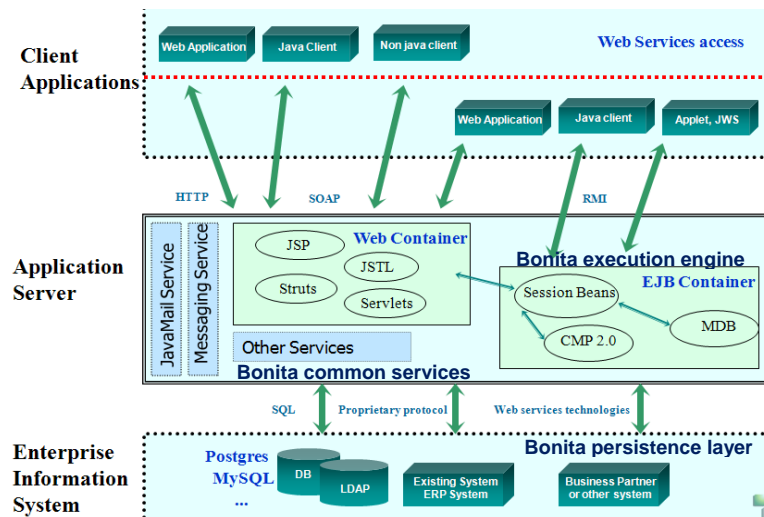 Client
Applications
Web Application
Java Client
Non java client
Web Services access
Web Application
Java client
Applet, JWS
HTTP
SOAP
RMI
Application
Server
JavaMail Service
Messaging Service
Web Container
JSP
JSTL
Struts
Servlets
Other Services
Bonita common services
Bonita execution engine
EJB Container
Session Beans
MDB
CMP 2.0
SQL
Proprietary protocol
Web services technologies
Enterprise
Information
System
Bonita persistence layer
Postgres
MySQL
...
DB
LDAP
Existing System
ERP System
Business Partner
or other system